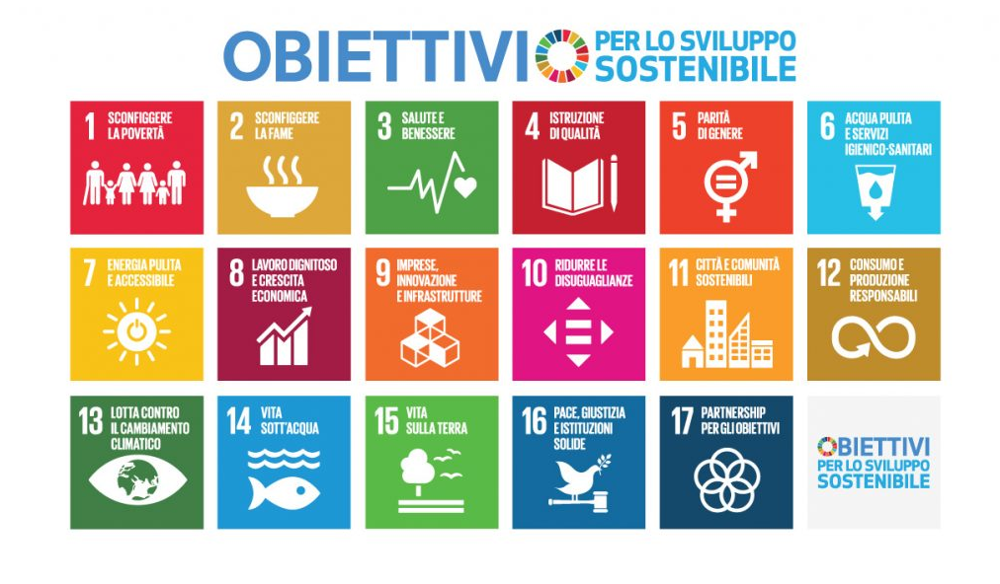 OBIETTIVI PER LO SVILUPPO
SOSTENIBILE
1 SCONFIGGERE
LA POVERTÀ
2 SCONFIGGERE
LA FAME
3 SALUTE E
BENESSERE
4 ISTRUZIONE
DI QUALITÀ
5 PARITÀ
DI GENERE
6 ACQUA PULITA
E SERVIZI
IGIENICO-SANITARI
7 ENERGIA PULITA
E ACCESSIBILE
8 LAVORO DIGNITOSO
E CRESCITA
ECONOMICA
9 IMPRESE,
INNOVAZIONE
E INFRASTRUTTURE
10 RIDURRE LE
DISUGUAGLIANZE
11 CITTÀ E COMUNITÀ
SOSTENIBILI
12 CONSUMO E
PRODUZIONE
RESPONSABILI
13 LOTTA CONTRO
IL CAMBIAMENTO
CLIMATICO
14 VITA
SOTT'ACQUA
15 VITA
SULLA TERRA
16 PACE, GIUSTIZIA
E ISTITUZIONI
SOLIDE
17 PARTNERSHIP
PER GLI OBIETTIVI
OBIETTIVI
PER LO SVILUPPO
SOSTENIBILE